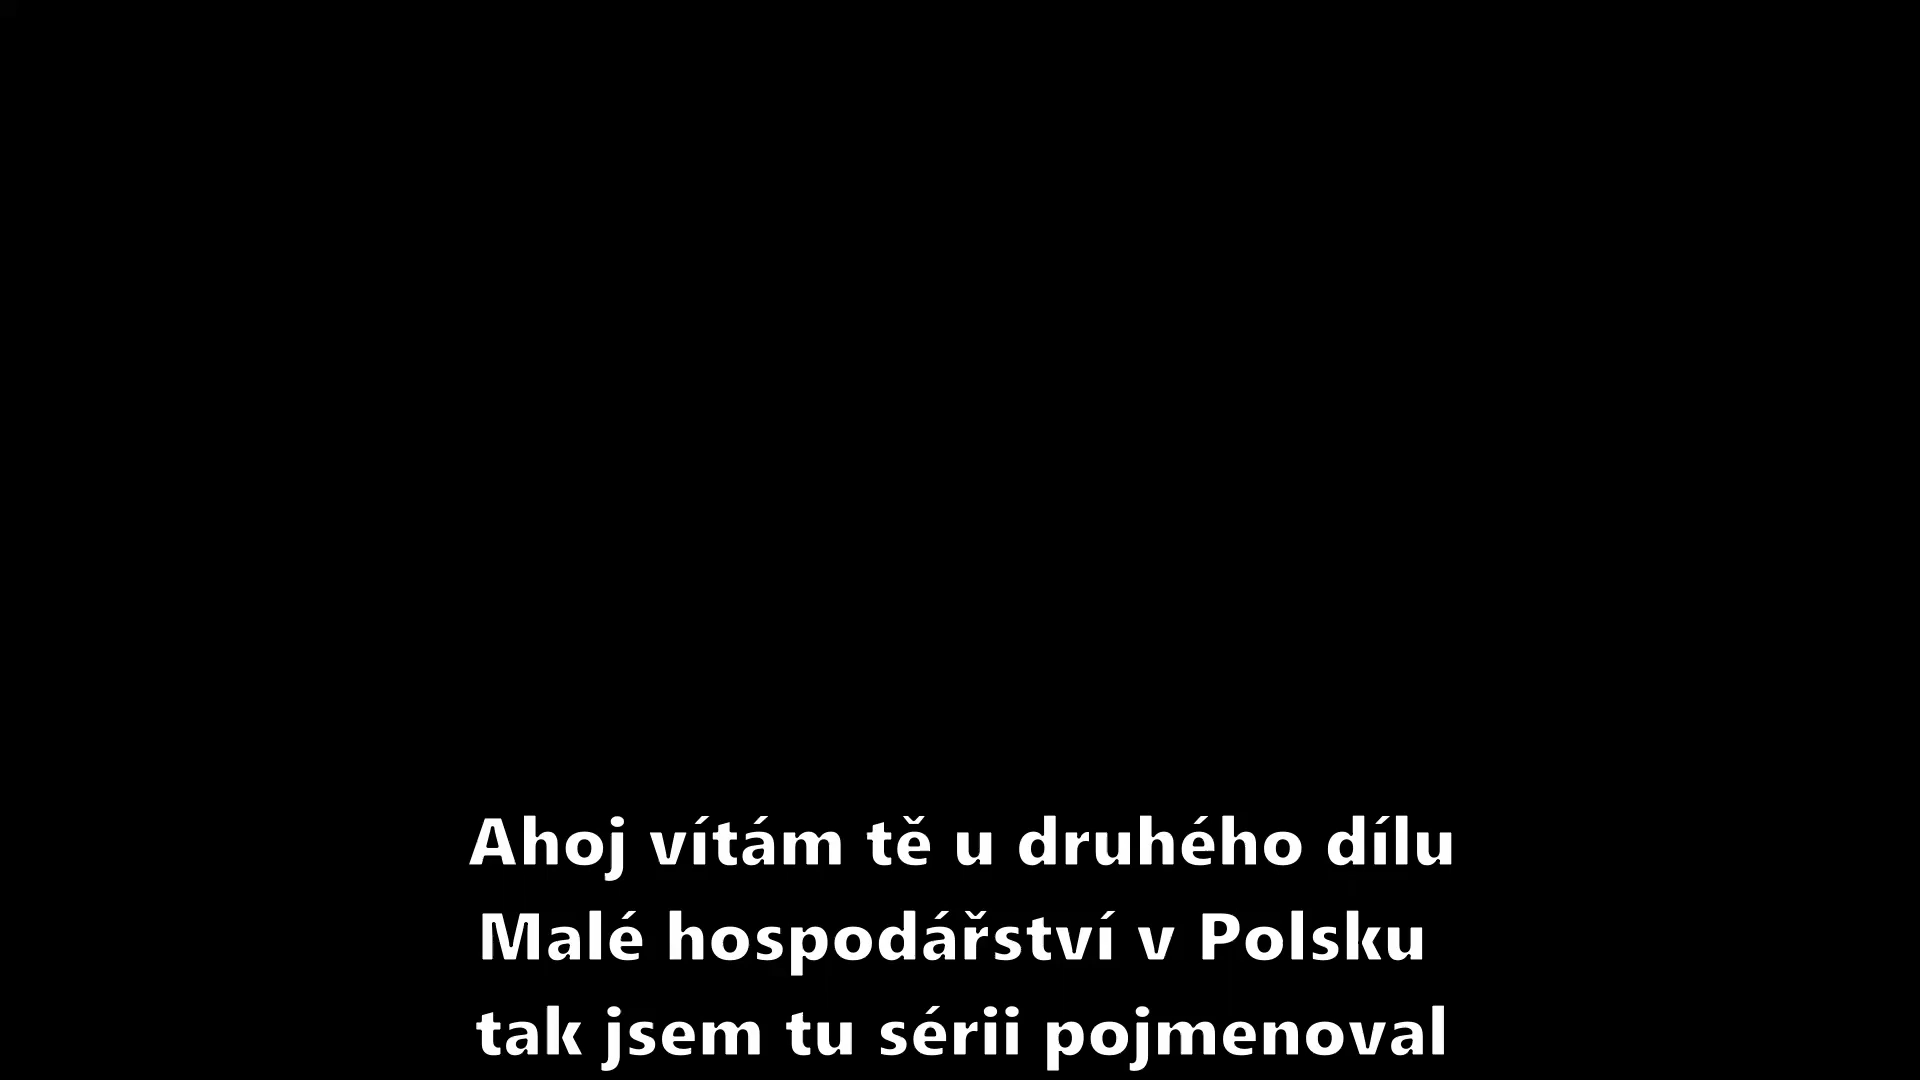 Ahoj vítám tě u druhého dílu
Malé hospodářství v Polsku
tak jsem tu sérii pojmenoval